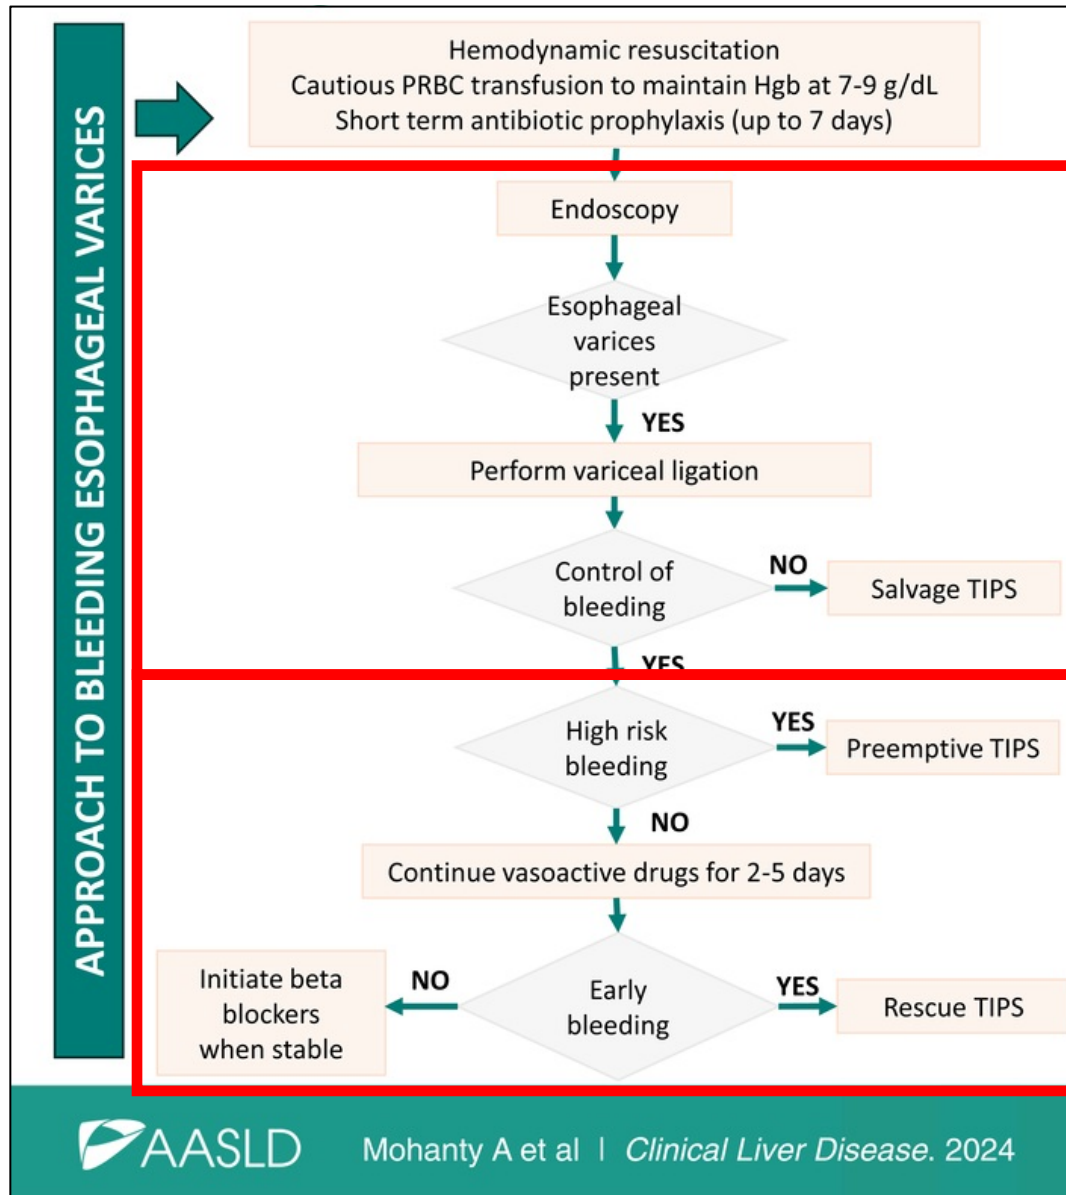 APPROACH TO BLEEDING ESOPHAGEAL VARICES
Hemodynamic resuscitation
Cautious PRBC transfusion to maintain Hgb at 7-9 g/dL
Short term antibiotic prophylaxis (up to 7 days)
Endoscopy
Esophageal
varices
present
YES
Perform variceal ligation
Control of
bleeding
NO
Salvage TIPS
YES
High risk
bleeding
YES
Preemptive TIPS
NO
Continue vasoactive drugs for 2-5 days
Early
bleeding
NO
Initiate beta
blockers
when stable
YES
Rescue TIPS
AASLD
Mohanty A et al | Clinical Liver Disease. 2024